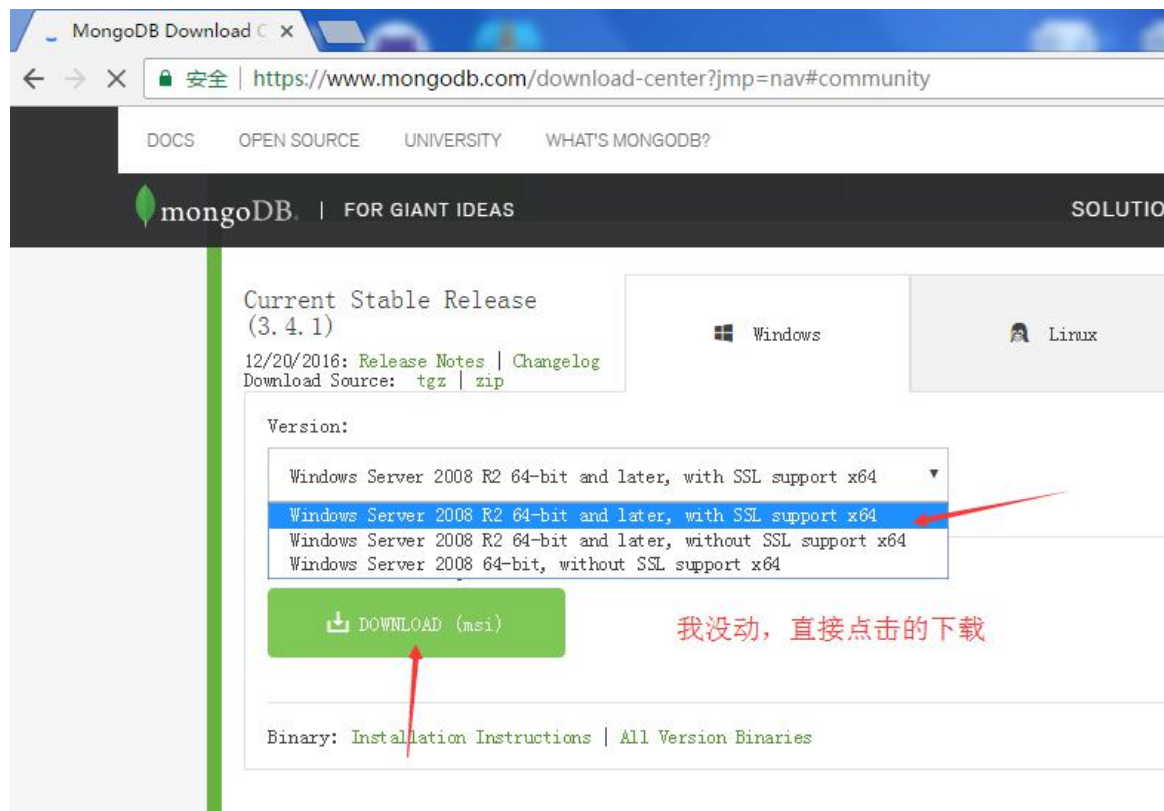 MongoDB Download C
安全 | https://www.mongodb.com/download-center?jmp=nav#community
DOCS OPEN SOURCE UNIVERSITY WHAT'S MONGODB?
mongoDB. | FOR GIANT IDEAS SOLUTIO
Current Stable Release
(3.4.1)
12/20/2016: Release Notes | Changelog
Download Source: tgz | zip
Windows
Linux
Version:
Windows Server 2008 R2 64-bit and later, with SSL support x64
Windows Server 2008 R2 64-bit and later, with SSL support x64
Windows Server 2008 R2 64-bit and later, without SSL support x64
Windows Server 2008 64-bit, without SSL support x64
DOWNLOAD (msi)
我没动，直接点击的下载
Binary: Installation Instructions | All Version Binaries